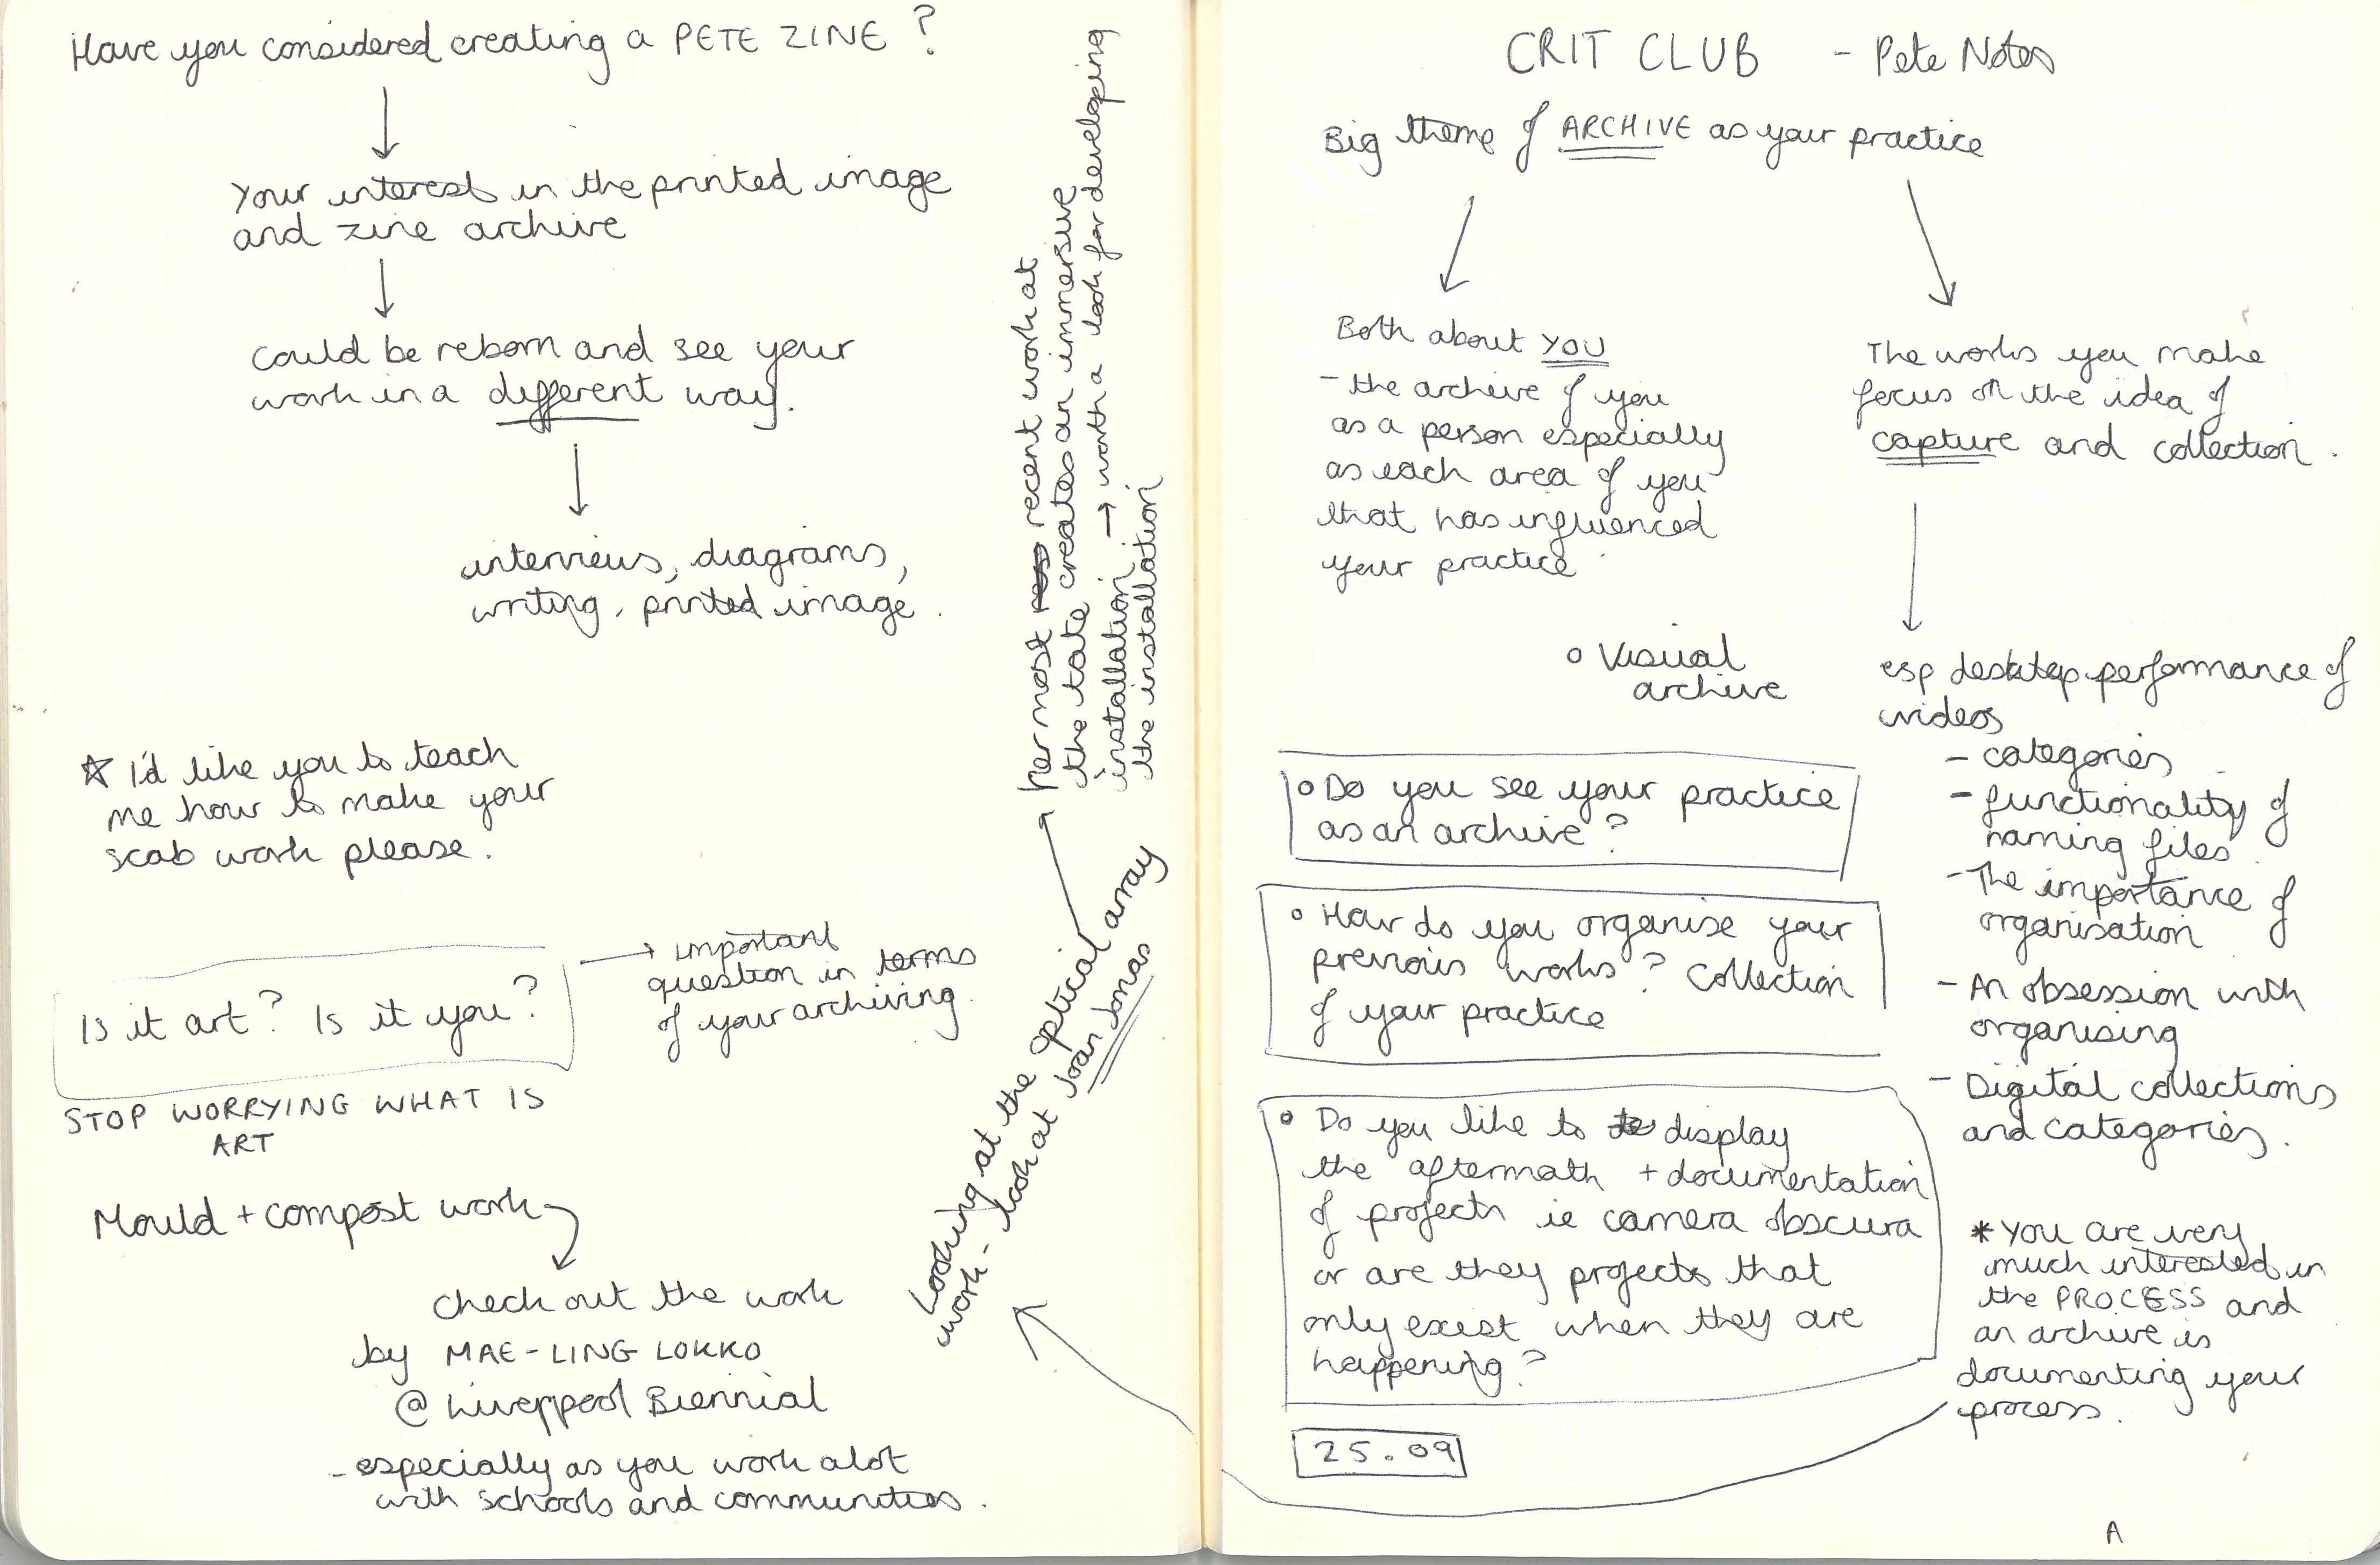 Have you considered creating a PETE ZINE ?
Your interest in the printed image
and zine archive
could be reborn and see your
work in a different way.
interviews, diagrams,
writing, printed image .
☆ I'd like you to teach
me how to make your
scab work please.
Is it art? Is it you?
→ important
question in terms
of your archiving.
STOP WORRYING WHAT IS
ART
Mould + compost work
check out the work
by MAE-LING LOKKO
@ Liverpool Biennial
- especially as you work alot
with schools and communities .
Looking at the optical array
work - look at Joan Jonas
her most recent work at
the tate creates an immersive
installation → worth a look for developing
the installation
CRIT CLUB - Pete Notes
Big theme of ARCHIVE as your practice
Both about YOU
- the archive of you
as a person especially
as each area of you
that has influenced
your practice
o Visual
archive
o Do you see your practice
as an archive?
o How do you organise your
previous works? Collection
of your practice
o Do you like to display
the aftermath + documentation
of projects ie camera obscura
or are they projects that
only exist when they are
happening?
25.09
The works you make
focus on the idea of
capture and collection .
esp desktop performance of
videos
- categories
- functionality of
naming files
- The importance of
organisation
- An obsession with
organising
- Digital collections
and categories.
* You are very
much interested in
the PROCESS and
an archive is
documenting your
process.
A